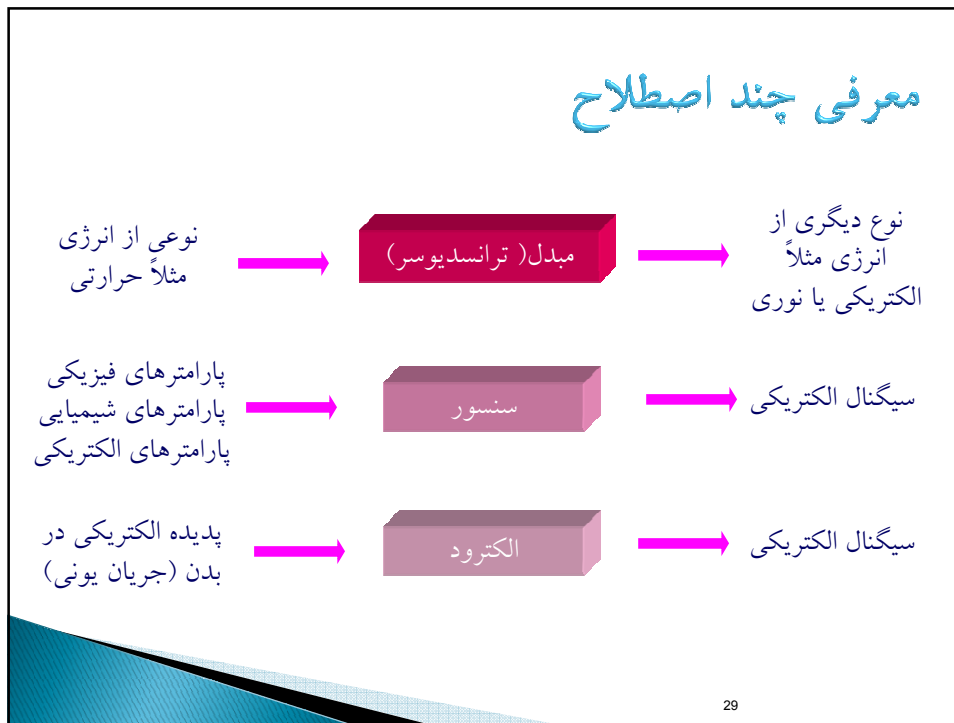 معرفی چند اصطلاح
نوعی از انرژی
مثلاً حرارتی
مبدل( ترانسدیوسر)
نوع دیگری از
انرژی مثلاً
الکتریکی یا نوری
پارامترهای فیزیکی
پارامترهای شیمیایی
پارامترهای الکتریکی
سنسور
سیگنال الکتریکی
پدیده الکتریکی در
بدن (جریان یونی)
الکترود
سیگنال الکتریکی
29